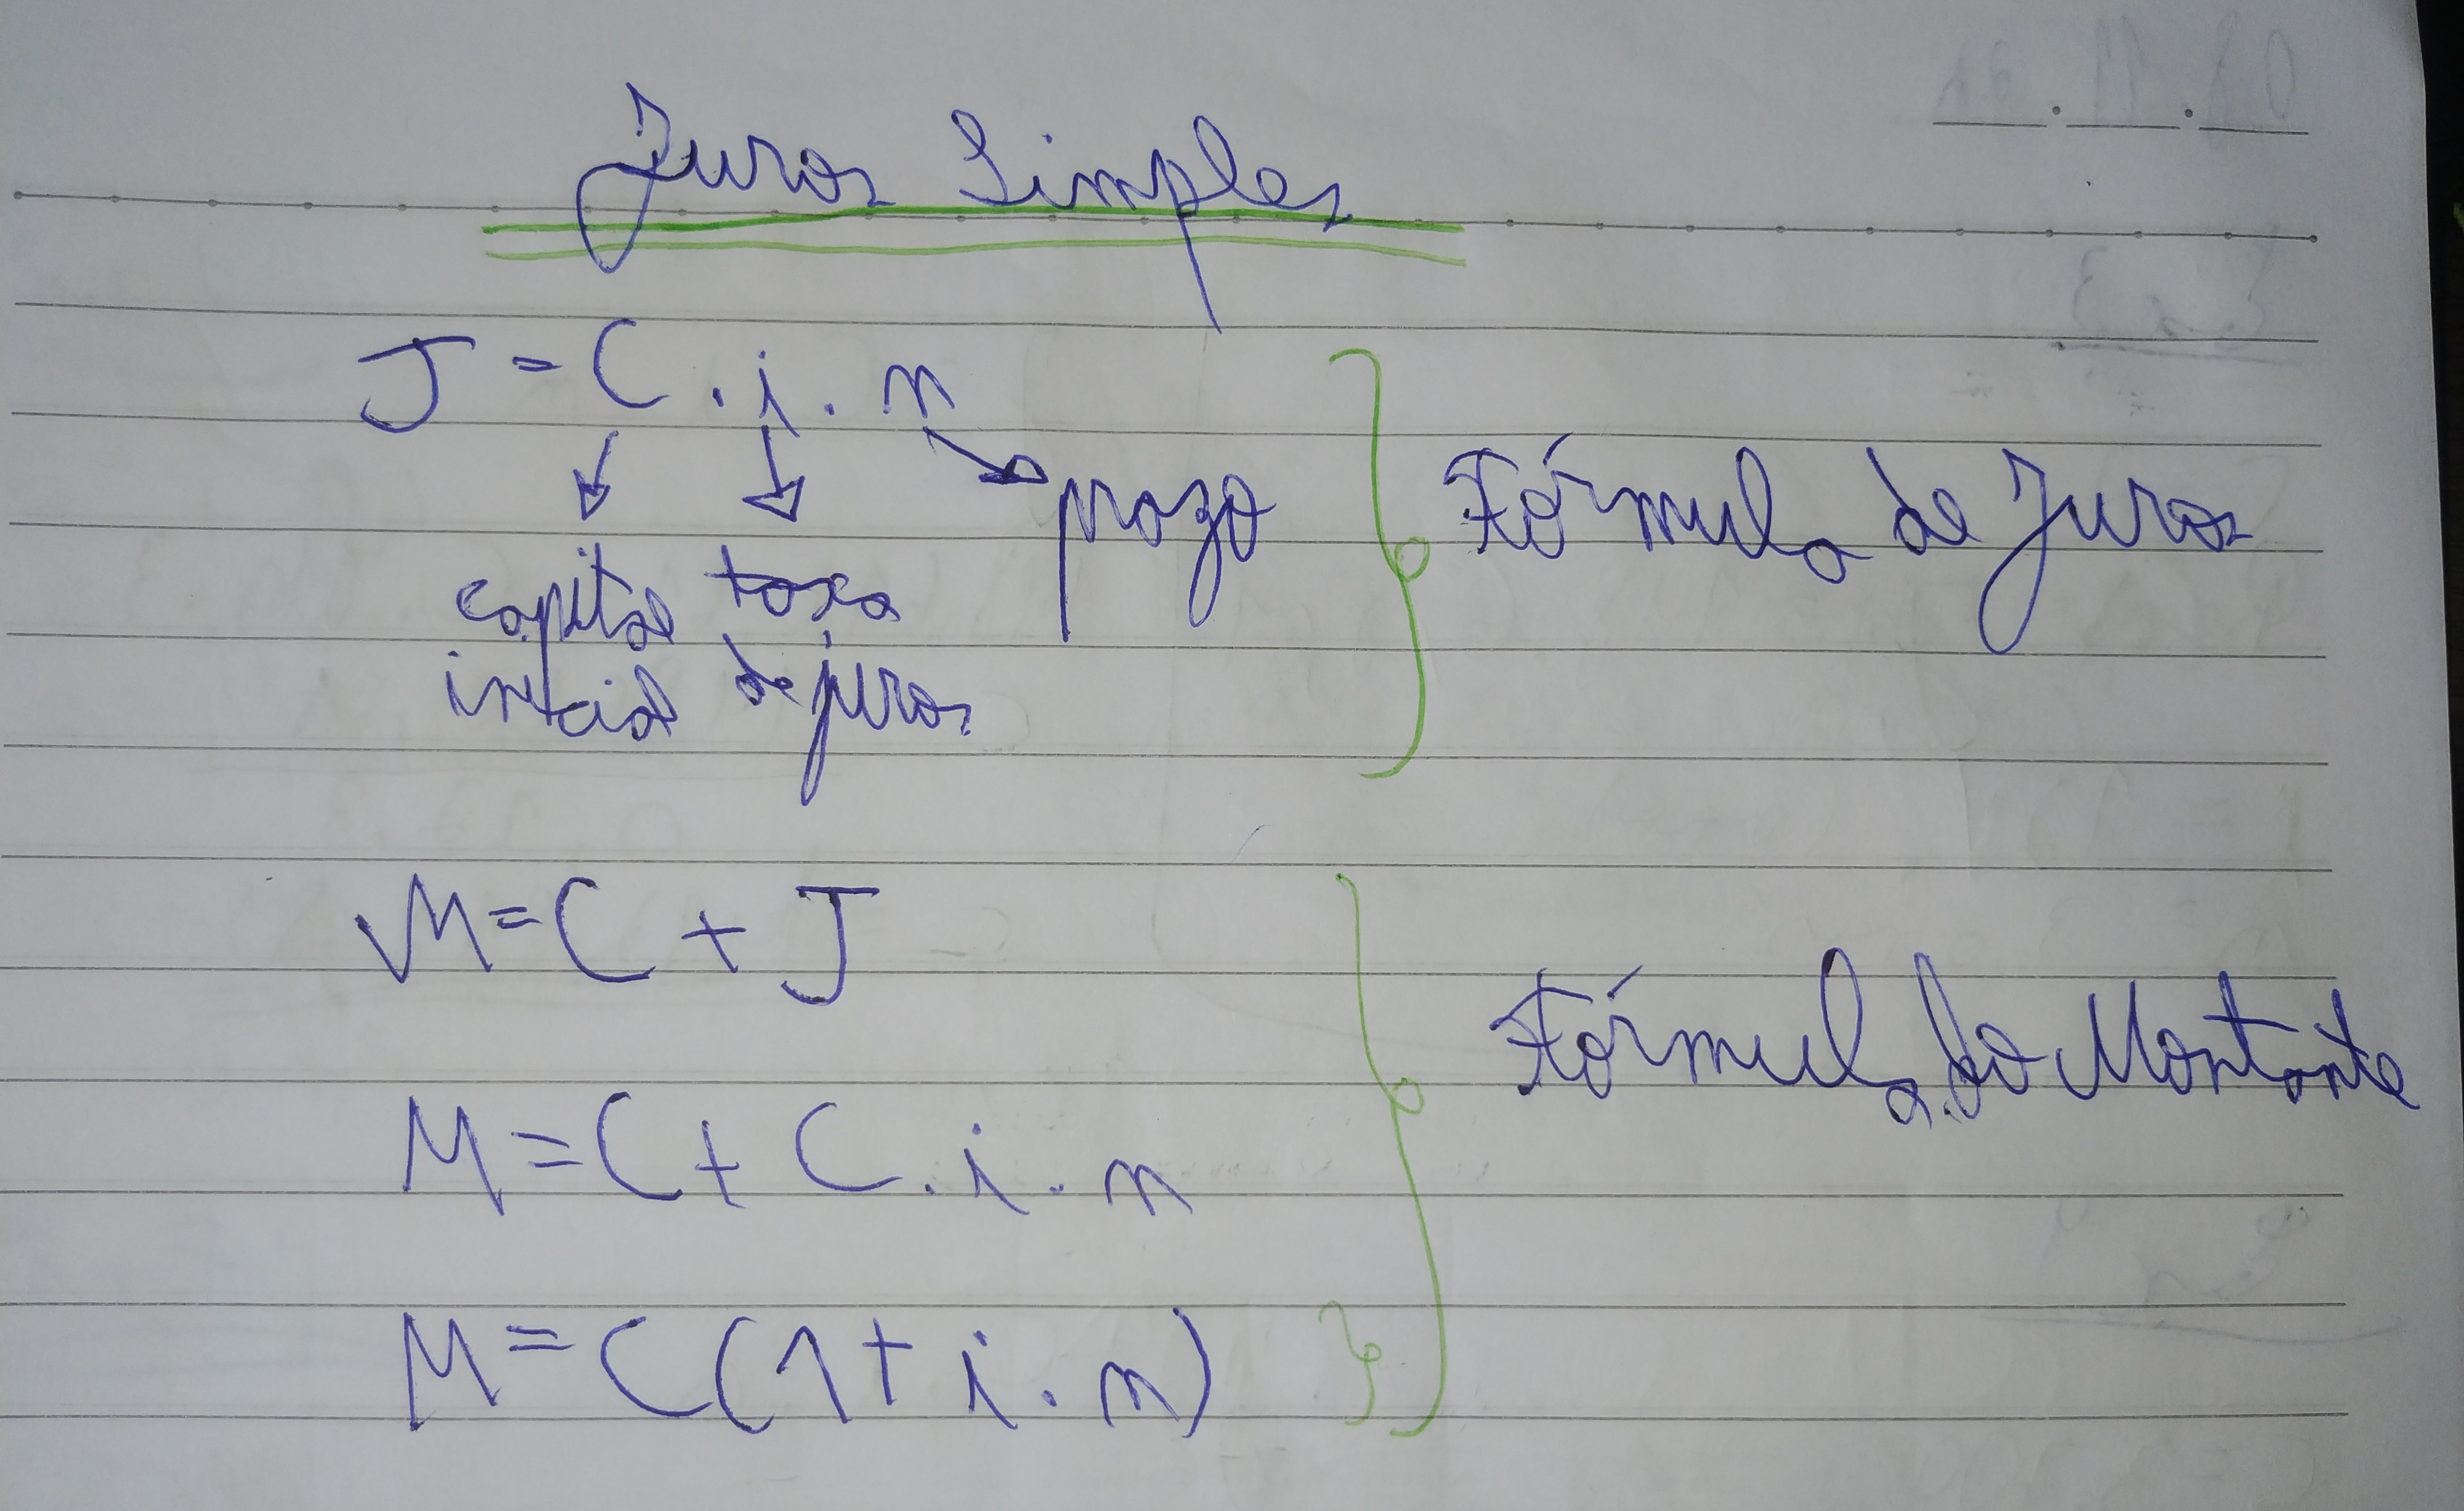 Juros Simples
J = C . i . n
prazo
capital taxa
inicial de juros
Fórmula de Juros
M = C + J
M = C + C . i . n
M = C (1 + i . n)
Fórmula do Montante